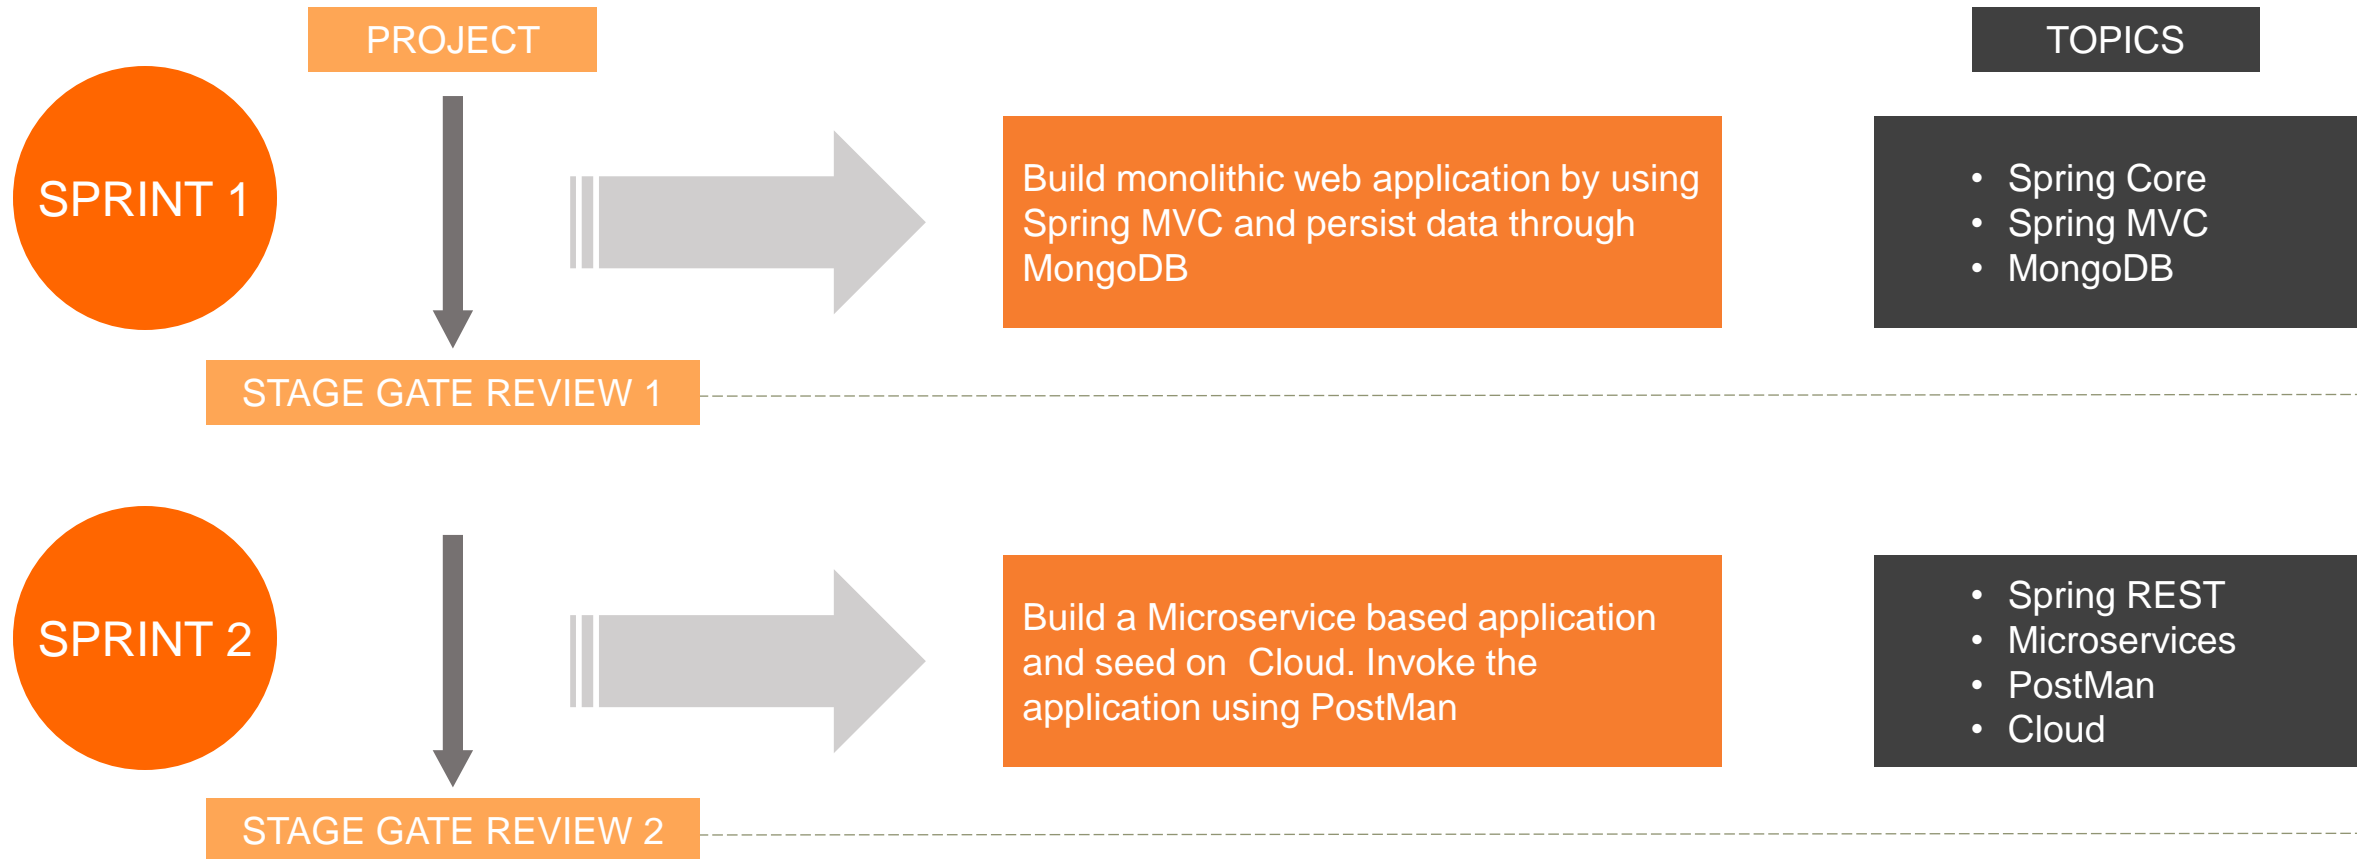 PROJECT
TOPICS
SPRINT 1
Build monolithic web application by using
Spring MVC and persist data through
MongoDB
• Spring Core
• Spring MVC
• MongoDB
STAGE GATE REVIEW 1
SPRINT 2
Build a Microservice based application
and seed on  Cloud. Invoke the
application using PostMan
• Spring REST
• Microservices
• PostMan
• Cloud
STAGE GATE REVIEW 2